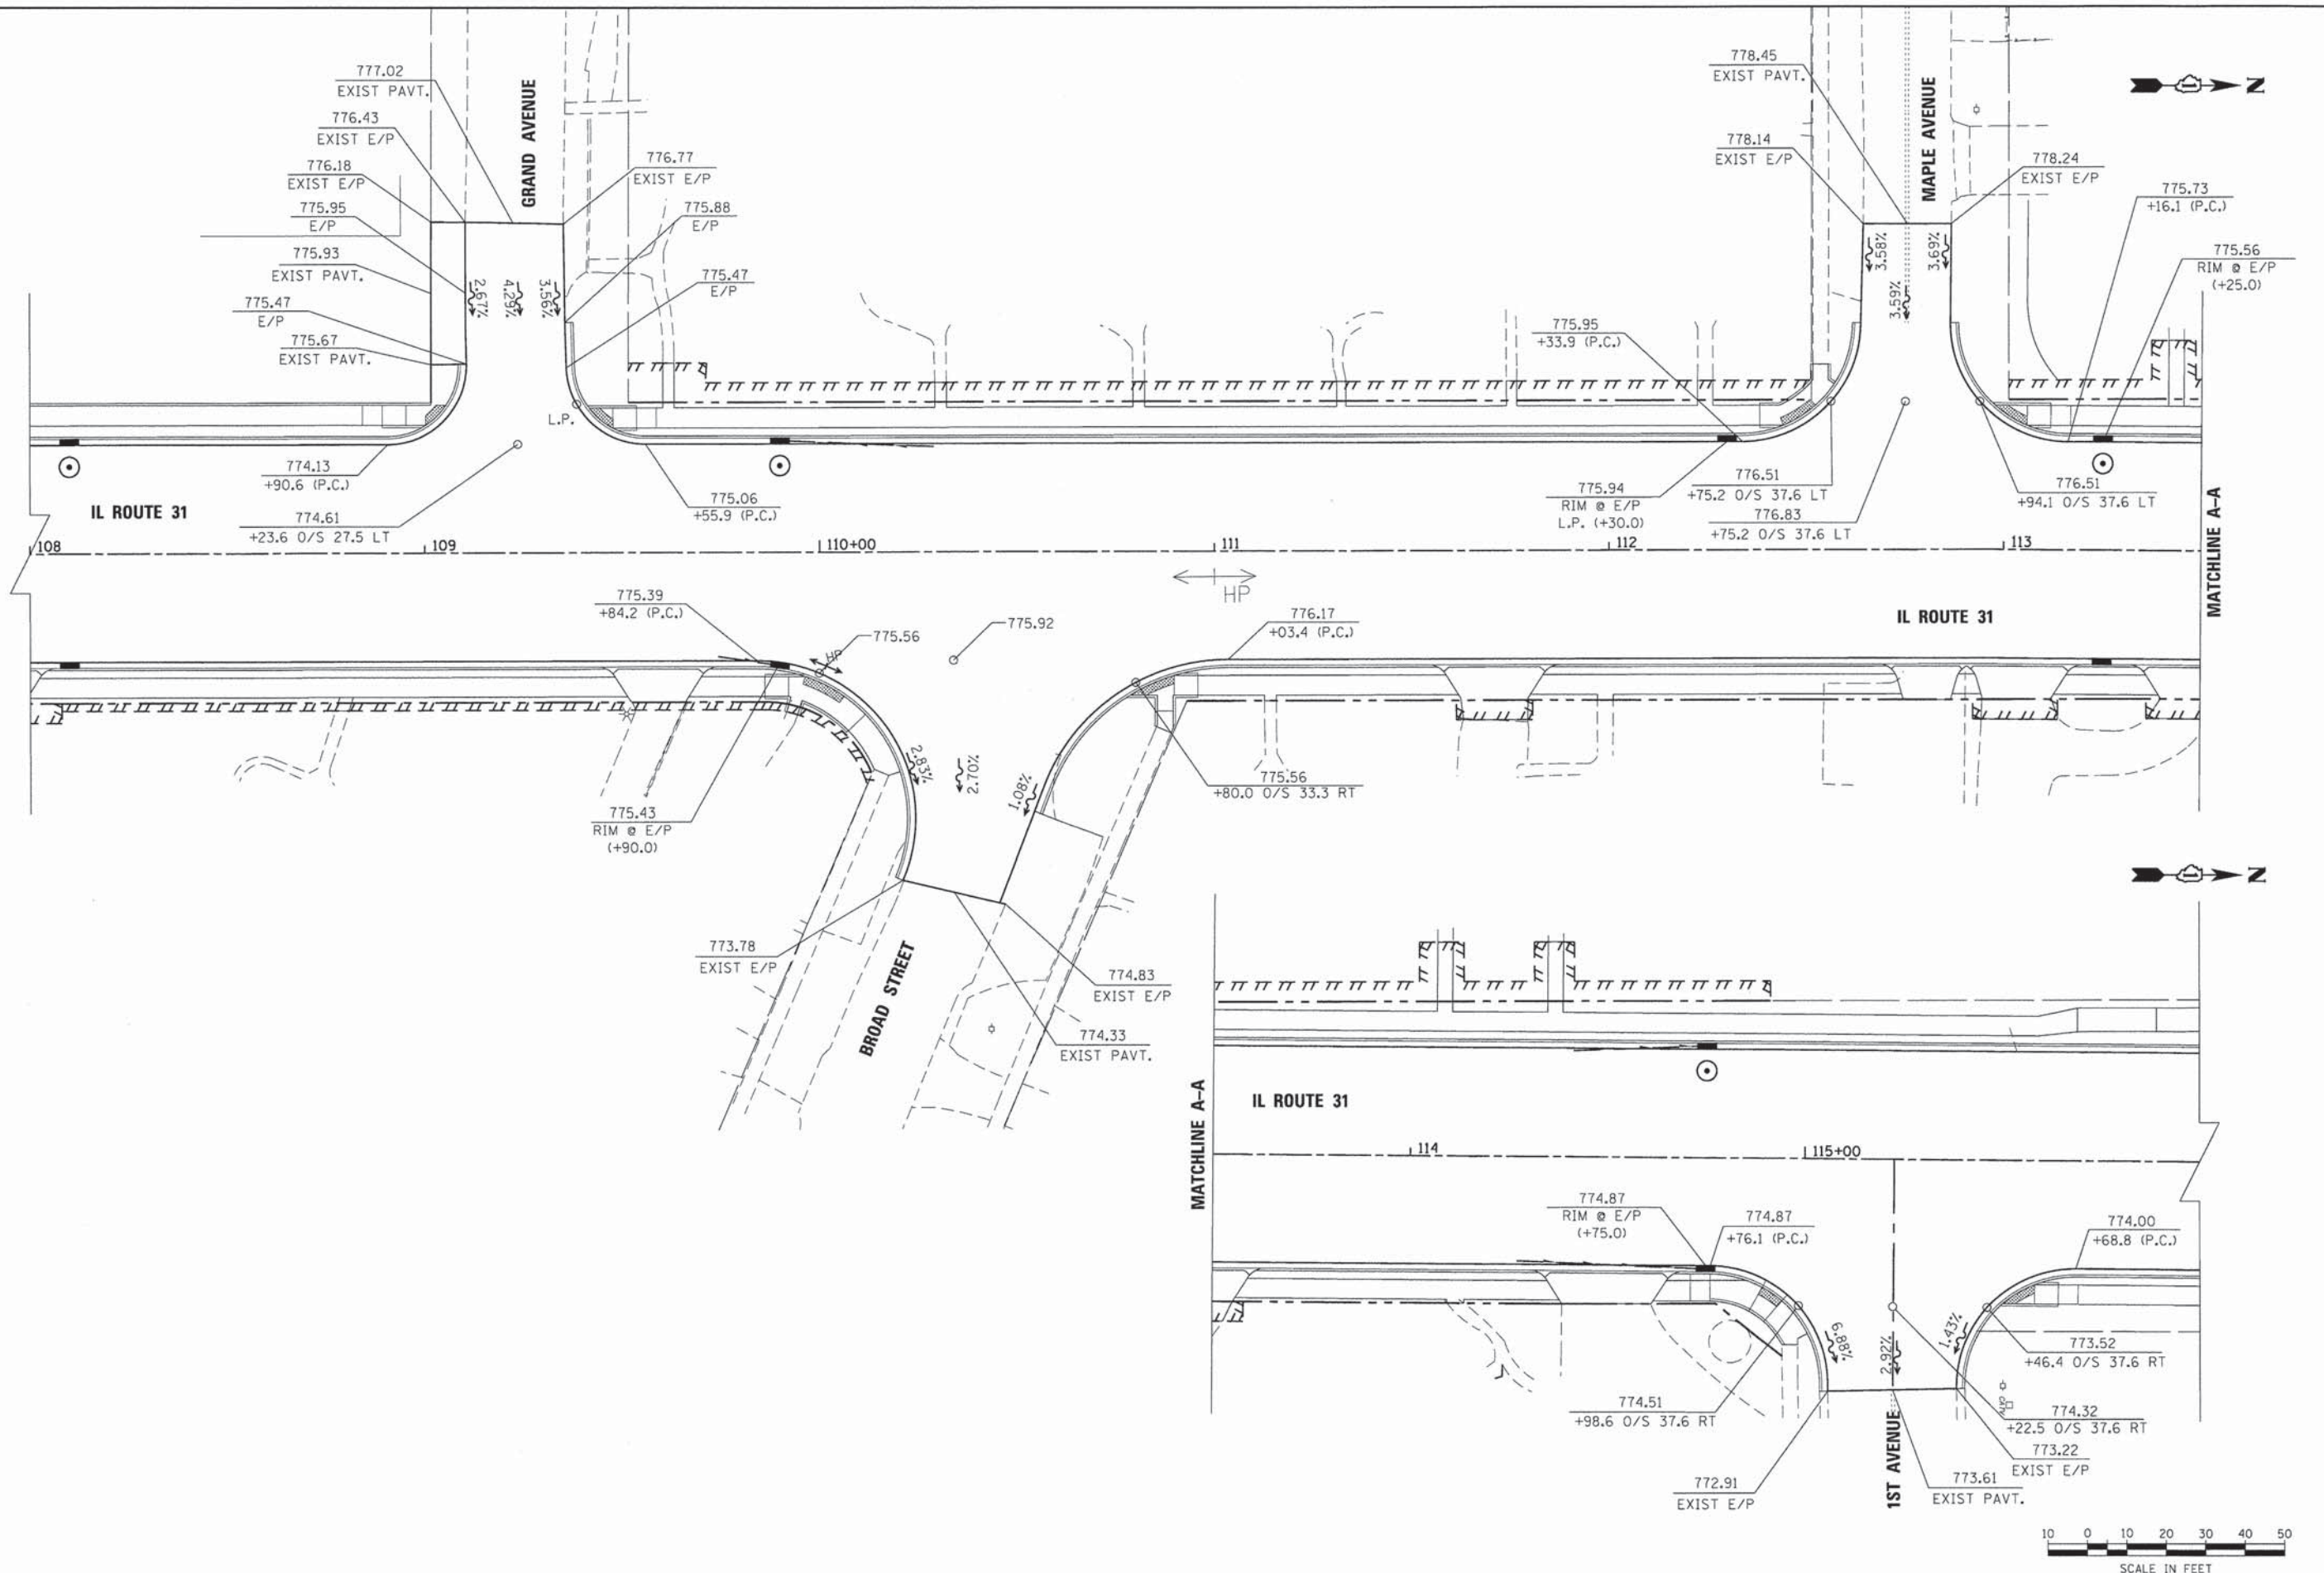 777.02
EXIST PAVT.
776.43
EXIST E/P
776.18
EXIST E/P
775.95
E/P
775.93
EXIST PAVT.
775.47
E/P
775.67
EXIST PAVT.
GRAND AVENUE
776.77
EXIST E/P
775.88
E/P
775.47
E/P
2.67%
4.29%
3.56%
L.P.
774.13
+90.6 (P.C.)
IL ROUTE 31
774.61
+23.6 O/S 27.5 LT
775.06
+55.9 (P.C.)
778.45
EXIST PAVT.
778.14
EXIST E/P
MAPLE AVENUE
N
778.24
EXIST E/P
775.73
+16.1 (P.C.)
775.56
RIM @ E/P
(+25.0)
3.58%
3.59%
3.69%
775.95
+33.9 (P.C.)
775.94
RIM @ E/P
L.P. (+30.0)
776.51
+75.2 O/S 37.6 LT
776.83
+75.2 O/S 37.6 LT
776.51
+94.1 O/S 37.6 LT
MATCHLINE A-A
108
109
110+00
111
112
113
HP
775.39
+84.2 (P.C.)
HP
775.56
775.92
776.17
+03.4 (P.C.)
IL ROUTE 31
775.43
RIM @ E/P
(+90.0)
2.83%
2.70%
1.08%
775.56
+80.0 O/S 33.3 RT
773.78
EXIST E/P
BROAD STREET
774.83
EXIST E/P
774.33
EXIST PAVT.
N
MATCHLINE A-A
IL ROUTE 31
114
115+00
774.87
RIM @ E/P
(+75.0)
774.87
+76.1 (P.C.)
774.00
+68.8 (P.C.)
6.88%
2.92%
1.43%
773.52
+46.4 O/S 37.6 RT
774.51
+98.6 O/S 37.6 RT
774.32
+22.5 O/S 37.6 RT
773.22
EXIST E/P
772.91
EXIST E/P
1ST AVENUE
773.61
EXIST PAVT.
10 0 10 20 30 40 50
SCALE IN FEET